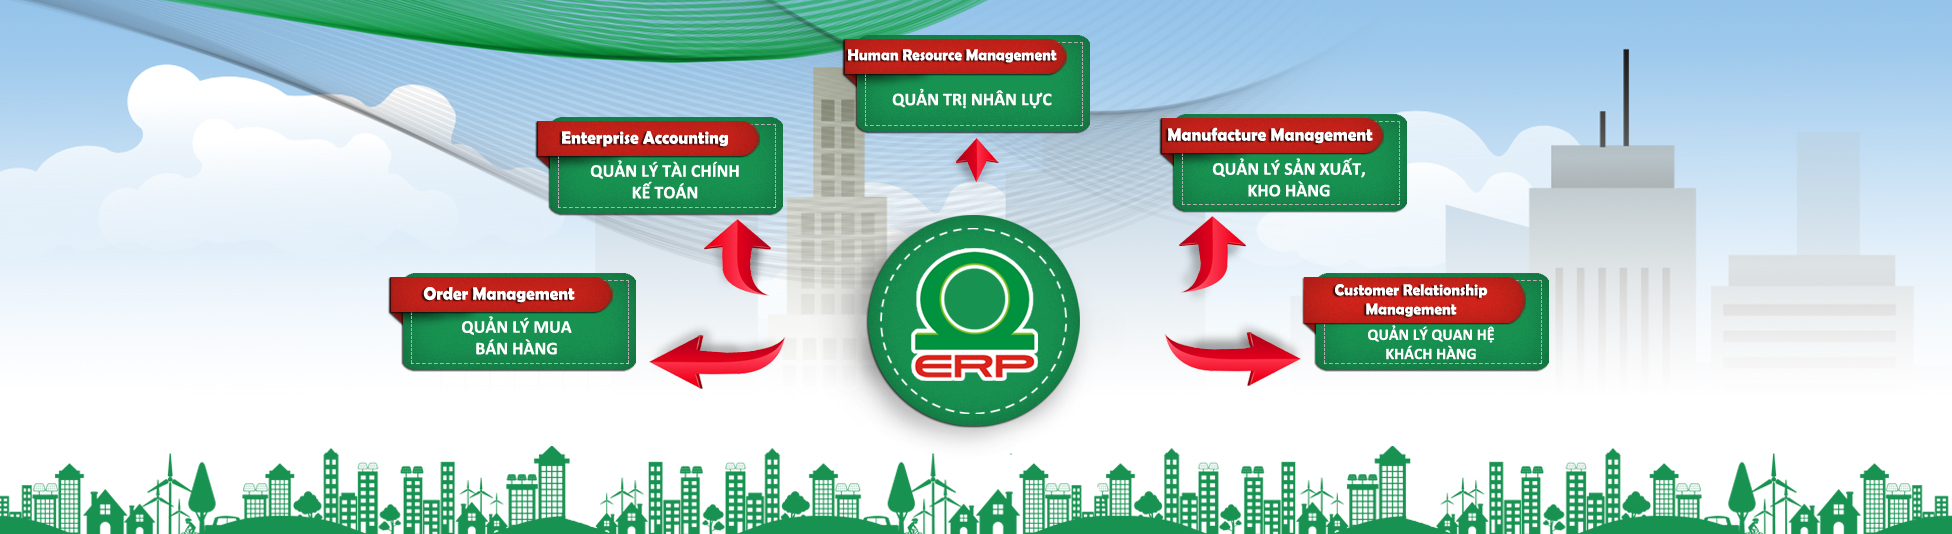 Human Resource Management
QUẢN TRỊ NHÂN LỰC
Enterprise Accounting
QUẢN LÝ TÀI CHÍNH
KẾ TOÁN
Manufacture Management
QUẢN LÝ SẢN XUẤT,
KHO HÀNG
Order Management
QUẢN LÝ MUA
BÁN HÀNG
Customer Relationship
Management
QUẢN LÝ QUAN HỆ
KHÁCH HÀNG
ERP